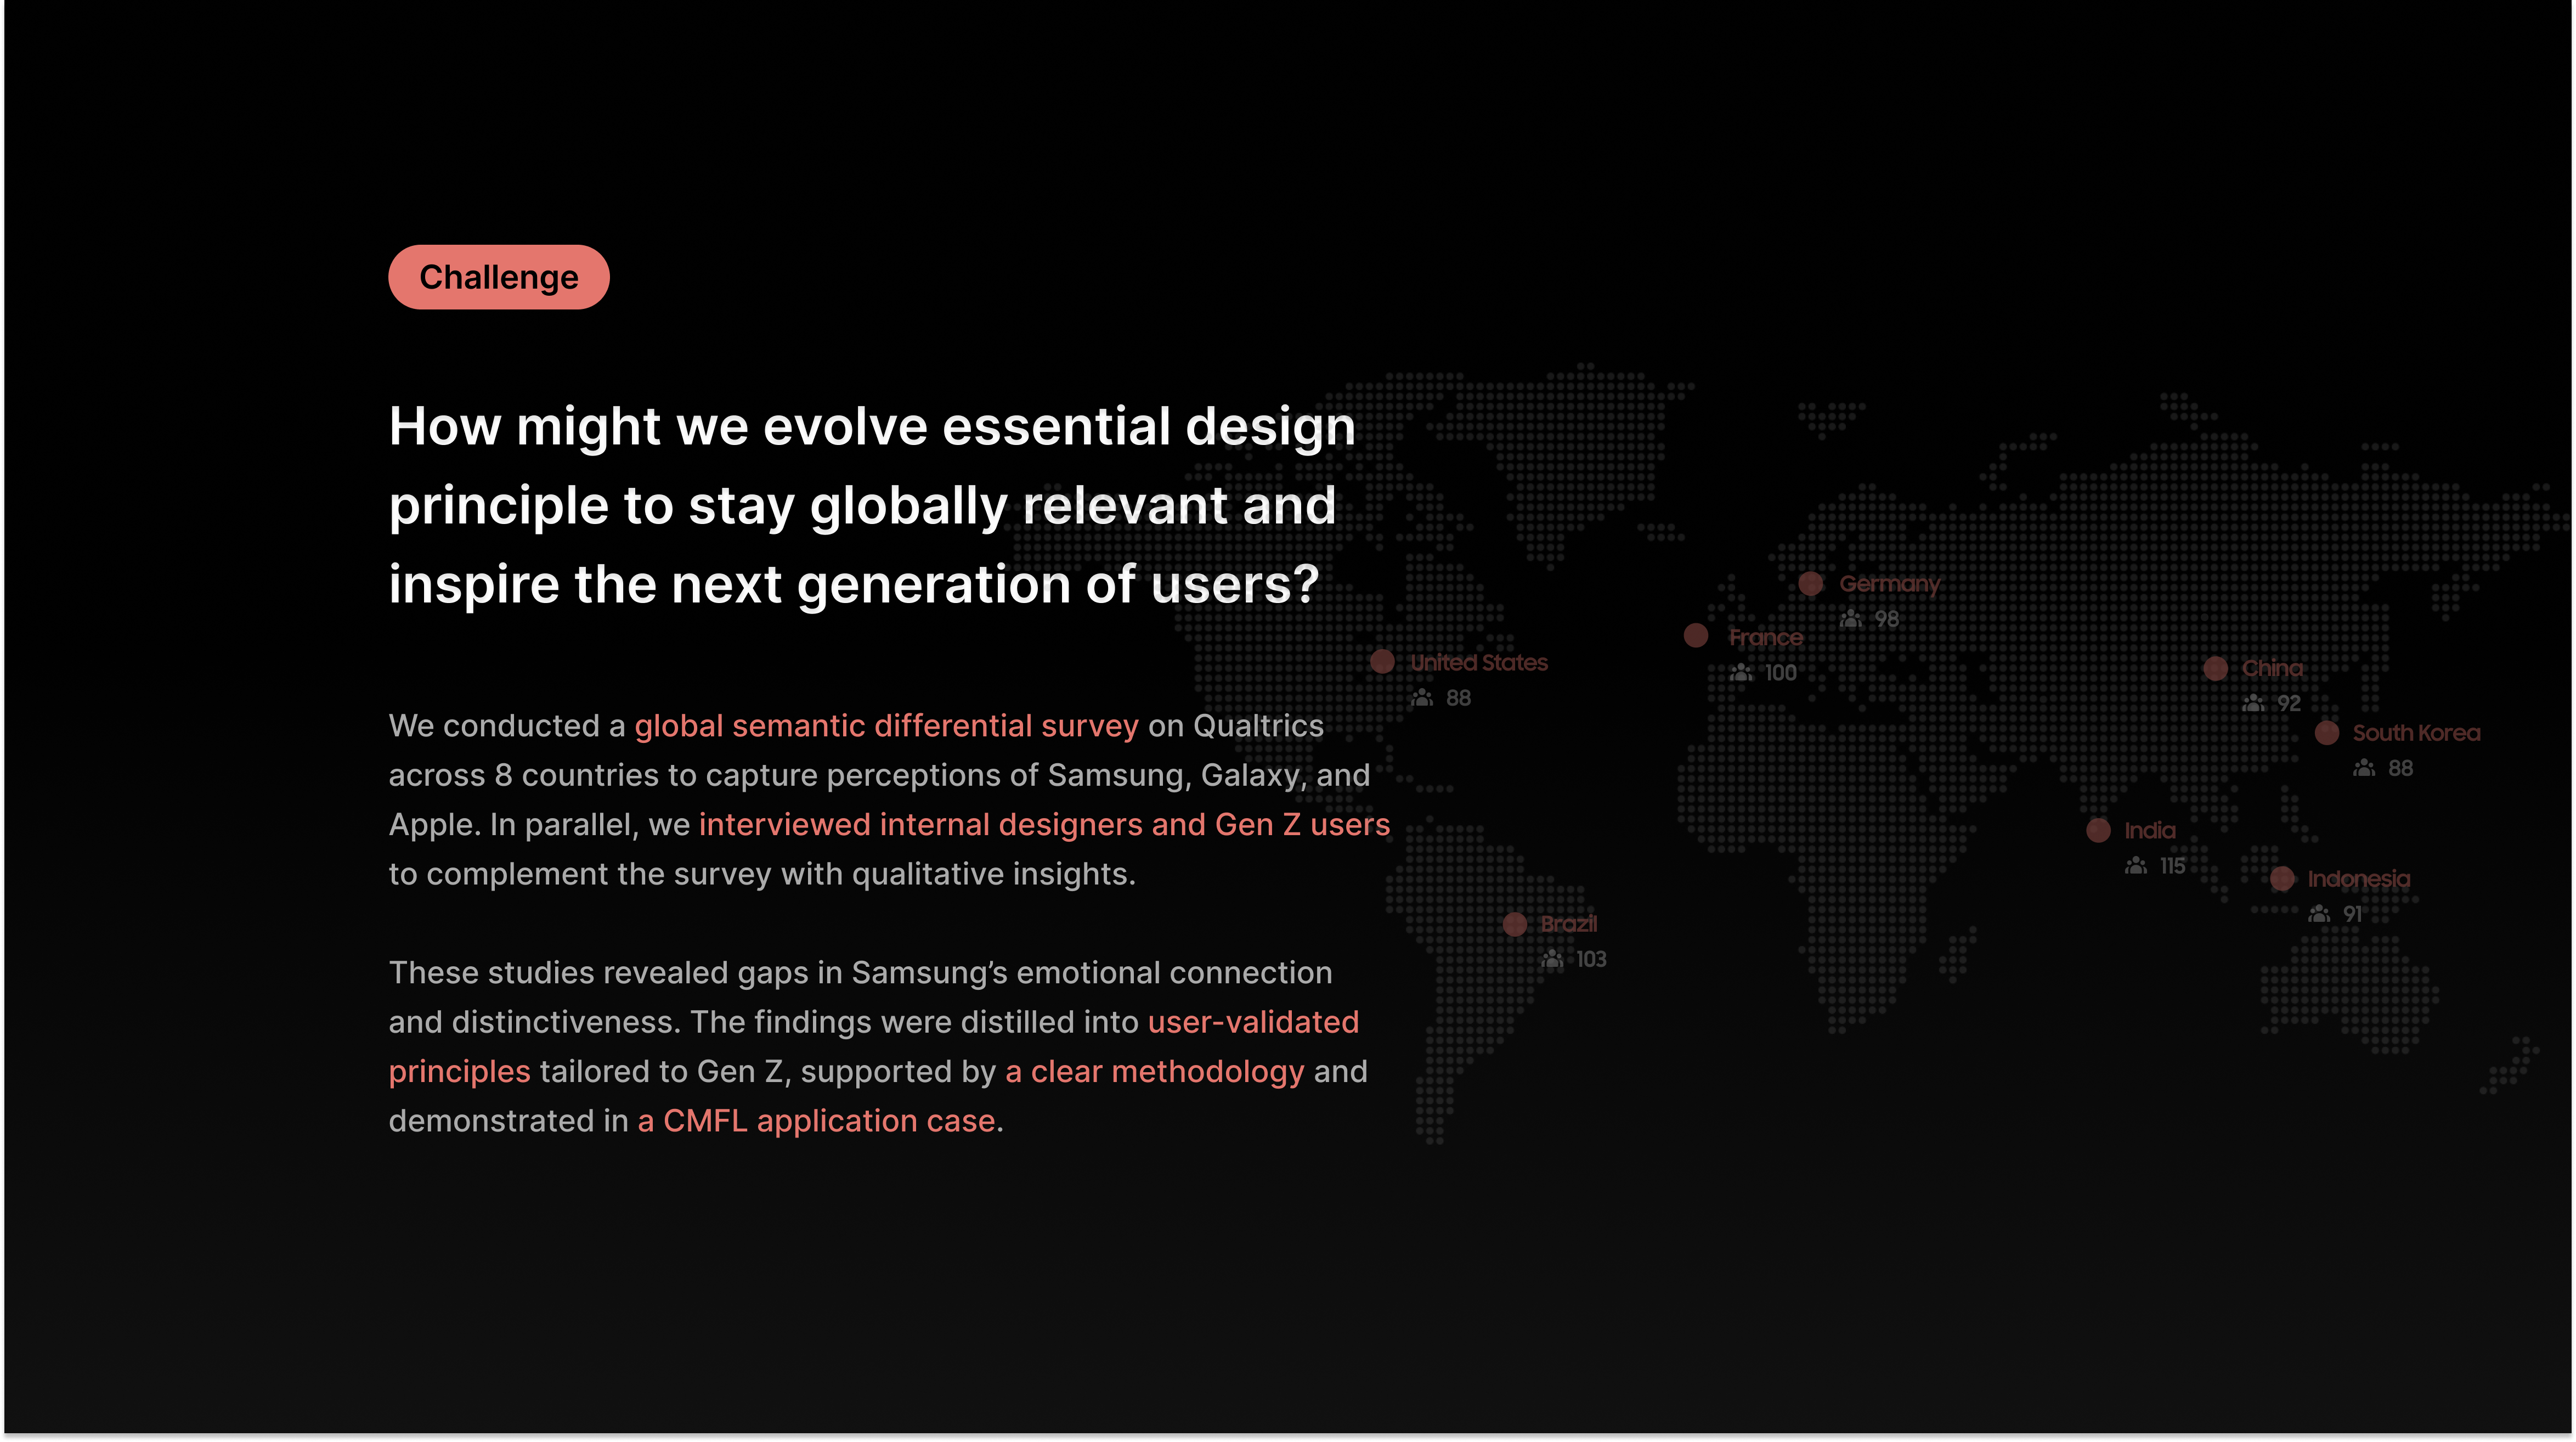 Challenge
How might we evolve essential design
principle to stay globally relevant and
inspire the next generation of users?
We conducted a global semantic differential survey on Qualtrics
across 8 countries to capture perceptions of Samsung, Galaxy, and
Apple. In parallel, we interviewed internal designers and Gen Z users
to complement the survey with qualitative insights.
These studies revealed gaps in Samsung’s emotional connection
and distinctiveness. The findings were distilled into user-validated
principles tailored to Gen Z, supported by a clear methodology and
demonstrated in a CMFL application case.
Germany
98
France
100
United States
88
China
92
South Korea
88
India
115
Indonesia
91
Brazil
103